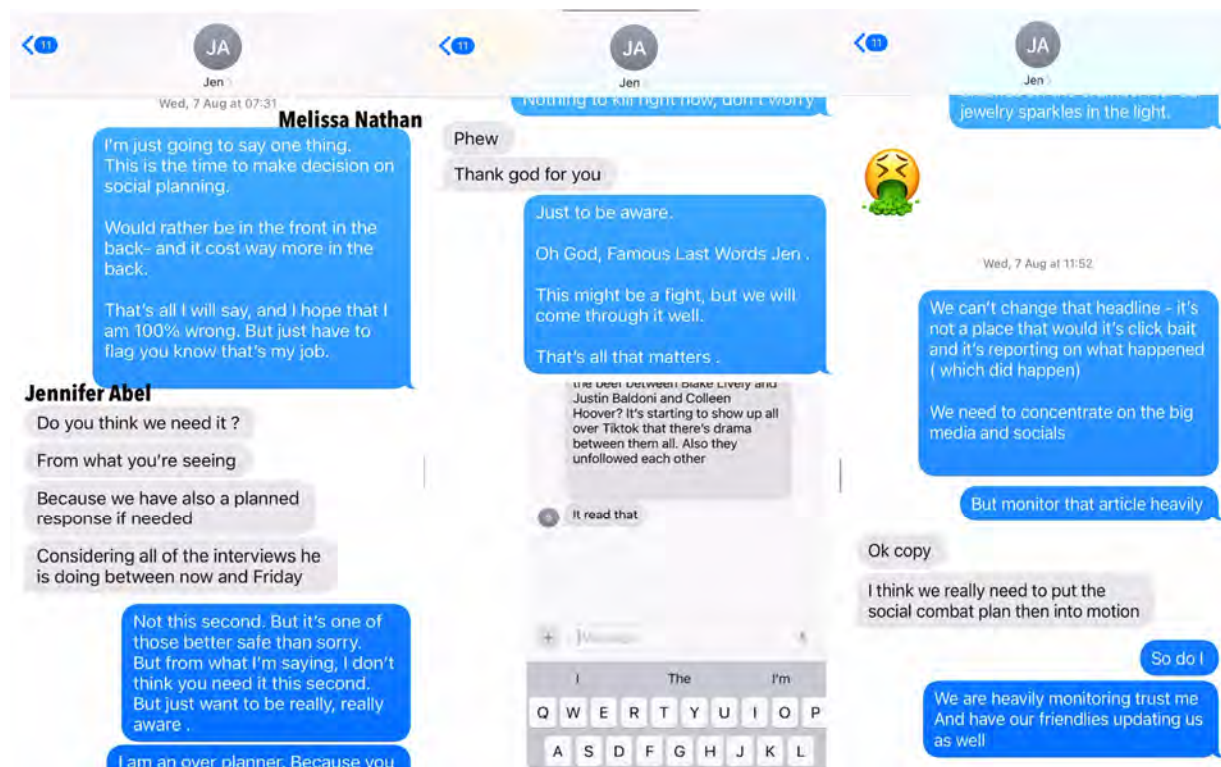 11
JA
Jen
Wed, 7 Aug at 07:31
Melissa Nathan
I'm just going to say one thing.
This is the time to make decision on
social planning.
Would rather be in the front in the
back– and it cost way more in the
back.
That's all I will say, and I hope that I
am 100% wrong. But just have to
flag you know that's my job.
Jennifer Abel
Do you think we need it ?
From what you're seeing
Because we have also a planned
response if needed
Considering all of the interviews he
is doing between now and Friday
Not this second. But it's one of
those better safe than sorry.
But from what I'm saying, I don't
think you need it this second.
But just want to be really, really
aware .
I am an over planner. Because you
11
JA
Jen
Nothing to kill right now, don't worry
Phew
Thank god for you
Just to be aware.
Oh God, Famous Last Words Jen .
This might be a fight, but we will
come through it well.
That's all that matters .
the beef between Blake Lively and
Justin Baldoni and Colleen
Hoover? It's starting to show up all
over Tiktok that there's drama
between them all. Also they
unfollowed each other
It read that
I The I'm
Q W E R T Y U I O P
A S D F G H J K L
11
JA
Jen
jewelry sparkles in the light.
Wed, 7 Aug at 11:52
We can't change that headline – it's
not a place that would it's click bait
and it's reporting on what happened
( which did happen)
We need to concentrate on the big
media and socials
But monitor that article heavily
Ok copy
I think we really need to put the
social combat plan then into motion
So do I
We are heavily monitoring trust me
And have our friendlies updating us
as well